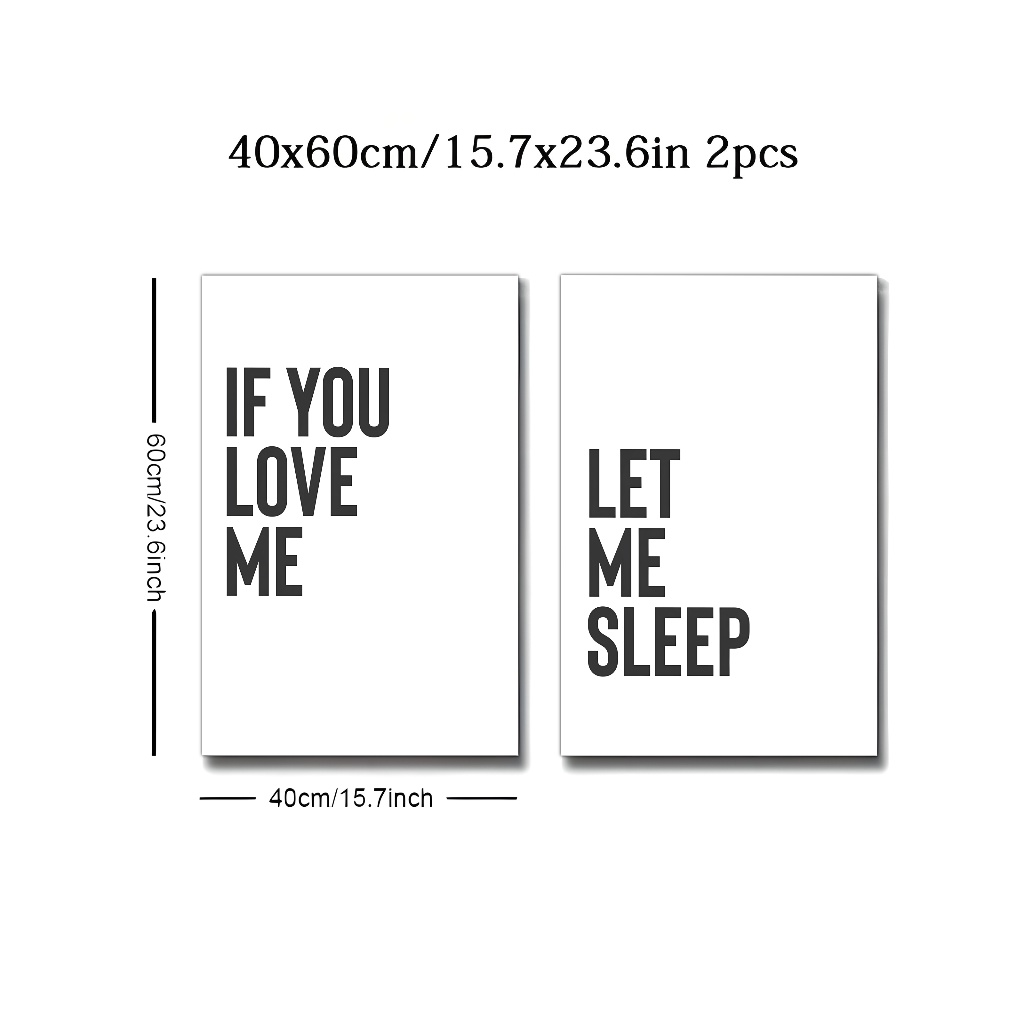 40x60cm/15.7x23.6in 2pcs
IF YOU
LOVE
ME
LET
ME
SLEEP
60cm/23.6inch
40cm/15.7inch